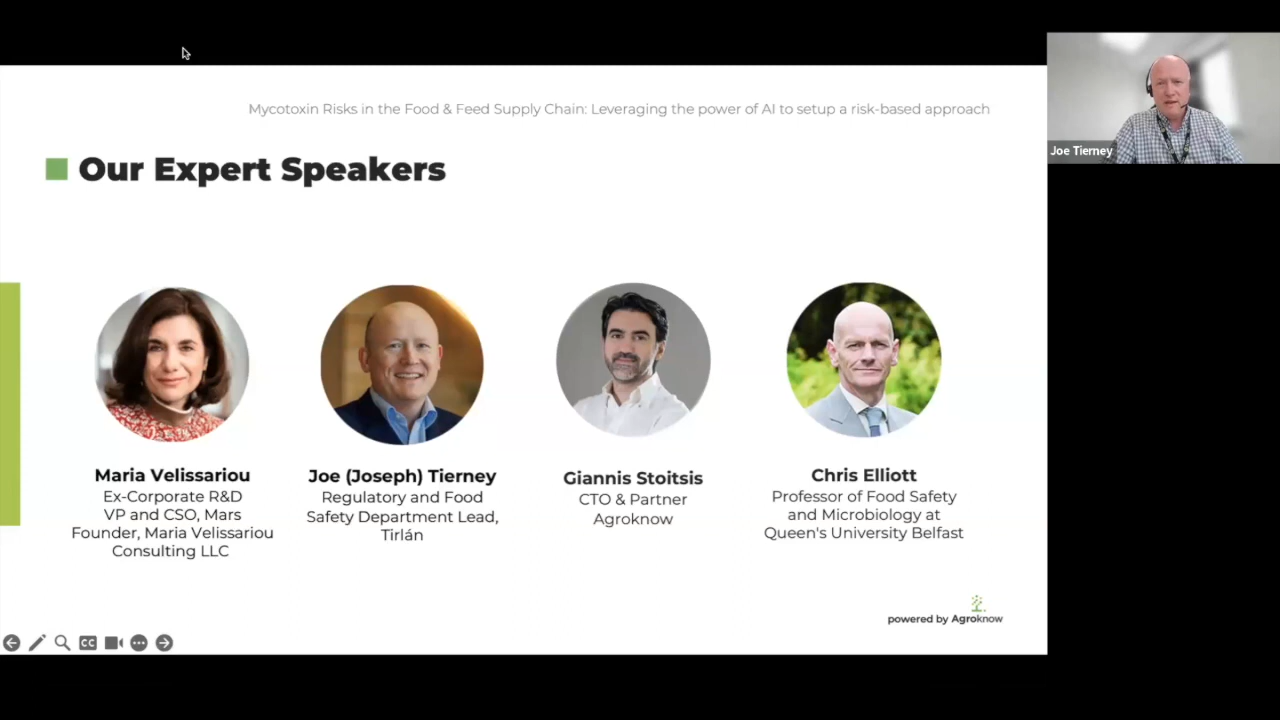 Mycotoxin Risks in the Food & Feed Supply Chain: Leveraging the power of AI to setup a risk-based approach
Our Expert Speakers
Joe Tierney
Maria Velissariou
Ex-Corporate R&D
VP and CSO, Mars
Founder, Maria Velissariou
Consulting LLC
Joe (Joseph) Tierney
Regulatory and Food
Safety Department Lead,
Tirlán
Giannis Stoitsis
CTO & Partner
Agroknow
Chris Elliott
Professor of Food Safety
and Microbiology at
Queen's University Belfast
powered by Agroknow
CC